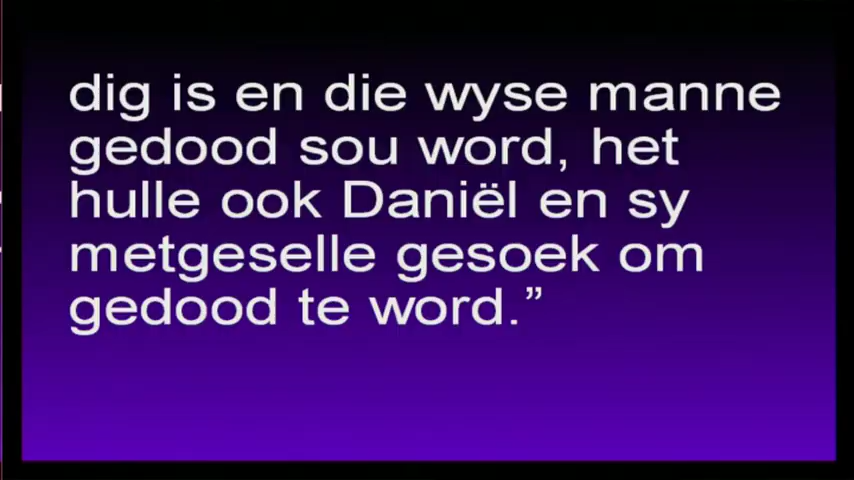 dig is en die wyse manne
gedood sou word, het
hulle ook Daniël en sy
metgeselle gesoek om
gedood te word.”